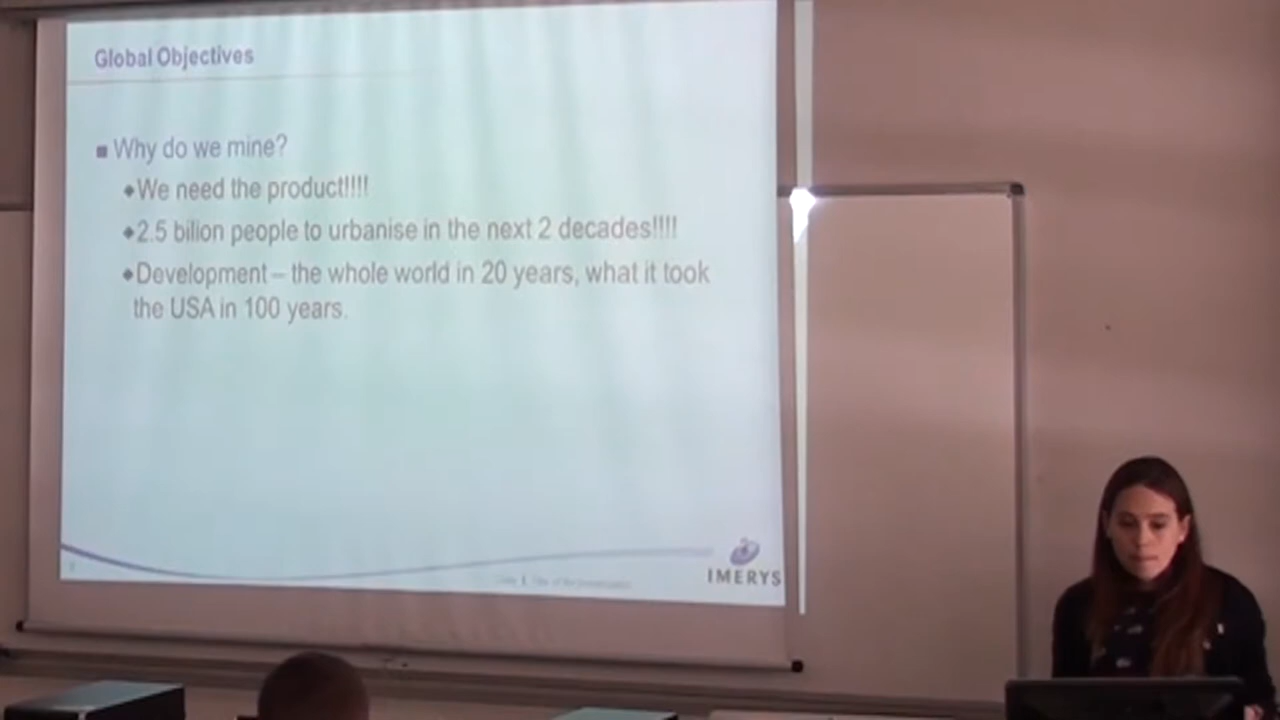 Global Objectives
Why do we mine?
We need the product!!!!
2.5 bilion people to urbanise in the next 2 decades!!!!
Development – the whole world in 20 years, what it took
the USA in 100 years.
IMERYS